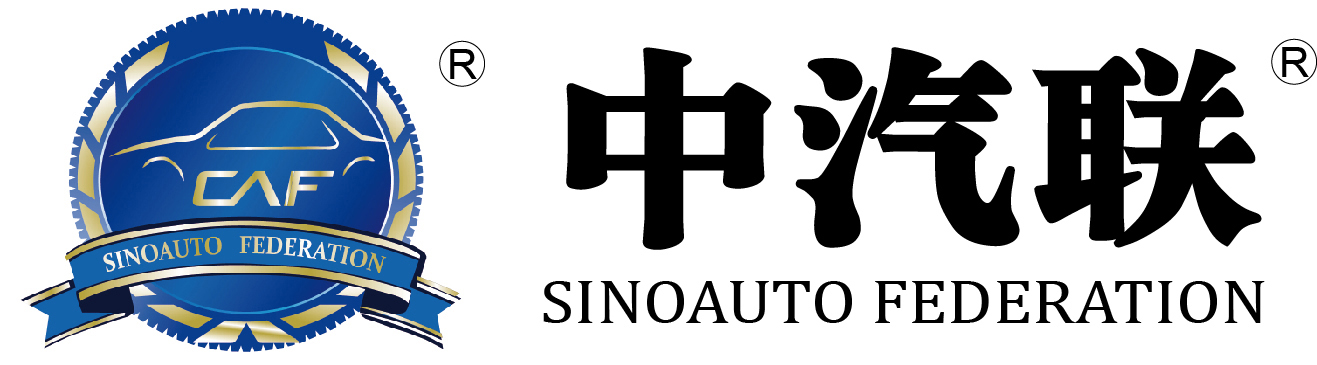 CAF
SINOAUTO FEDERATION
®
中汽联®
SINOAUTO FEDERATION